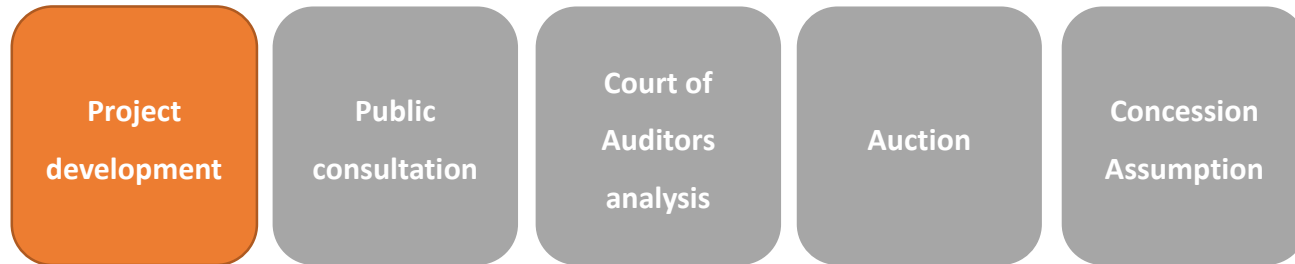 Project
development
Public
consultation
Court of
Auditors
analysis
Auction
Concession
Assumption